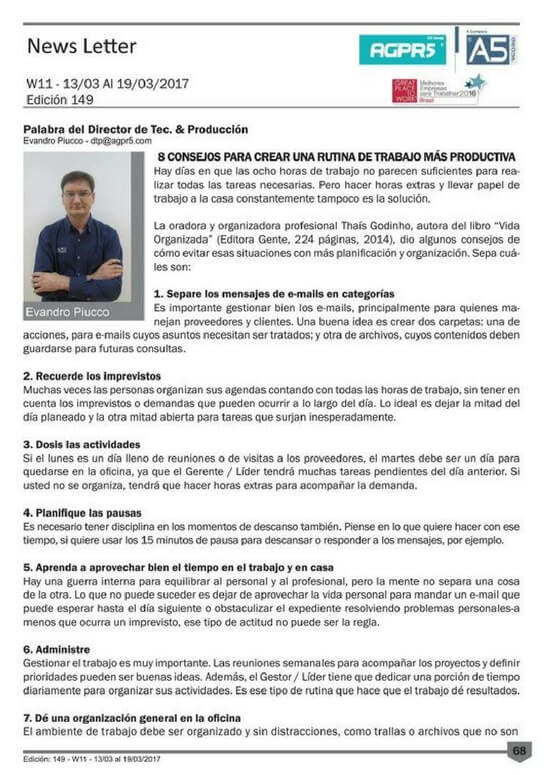 News Letter
AGPR5
A5
W11 - 13/03 Al 19/03/2017
Edición 149
GREAT PLACE TO WORK
Melhores Empresas para Trabalhar 2016
Brasil
Palabra del Director de Tec. & Producción
Evandro Piucco - dtp@agpr5.com
8 CONSEJOS PARA CREAR UNA RUTINA DE TRABAJO MÁS PRODUCTIVA
Hay días en que las ocho horas de trabajo no parecen suficientes para rea-
lizar todas las tareas necesarias. Pero hacer horas extras y llevar papel de
trabajo a la casa constantemente tampoco es la solución.
La oradora y organizadora profesional Thaís Godinho, autora del libro “Vida
Organizada” (Editora Gente, 224 páginas, 2014), dio algunos consejos de
cómo evitar esas situaciones con más planificación y organización. Sepa cuá-
les són:
Evandro Piucco
1. Separe los mensajes de e-mails en categorías
Es importante gestionar bien los e-mails, principalmente para quienes ma-
nejan proveedores y clientes. Una buena idea es crear dos carpetas: una de
acciones, para e-mails cuyos asuntos necesitan ser tratados; y otra de archivos, cuyos contenidos deben
guardarse para futuras consultas.
2. Recuerde los imprevistos
Muchas veces las personas organizan sus agendas contando con todas las horas de trabajo, sin tener en
cuenta los imprevistos o demandas que pueden ocurrir a lo largo del día. Lo ideal es dejar la mitad del
día planeado y la otra mitad abierta para tareas que surjan inesperadamente.
3. Dosis las actividades
Si el lunes es un día lleno de reuniones o de visitas a los proveedores, el martes debe ser un día para
quedarse en la oficina, ya que el Gerente / Líder tendrá muchas tareas pendientes del día anterior. Si
usted no se organiza, tendrá que hacer horas extras para acompañar la demanda.
4. Planifique las pausas
Es necesario tener disciplina en los momentos de descanso también. Piense en lo que quiere hacer con ese
tiempo, si quiere usar los 15 minutos de pausa para descansar o responder a los mensajes, por ejemplo.
5. Aprenda a aprovechar bien el tiempo en el trabajo y en casa
Hay una guerra interna para equilibrar al personal y al profesional, pero la mente no separa una cosa
de la otra. Lo que no puede suceder es dejar de aprovechar la vida personal para mandar un e-mail que
puede esperar hasta el día siguiente o obstaculizar el expediente resolviendo problemas personales-a
menos que ocurra un imprevisto, ese tipo de actitud no puede ser la regla.
6. Administre
Gestionar el trabajo es muy importante. Las reuniones semanales para acompañar los proyectos y definir
prioridades pueden ser buenas ideas. Además, el Gestor / Líder tiene que dedicar una porción de tiempo
diariamente para organizar sus actividades. Es ese tipo de rutina que hace que el trabajo dé resultados.
7. Dé una organización general en la oficina
El ambiente de trabajo debe ser organizado y sin distracciones, como trallas o archivos que no son
68
Edición: 149 - W11 - 13/03 al 19/03/2017